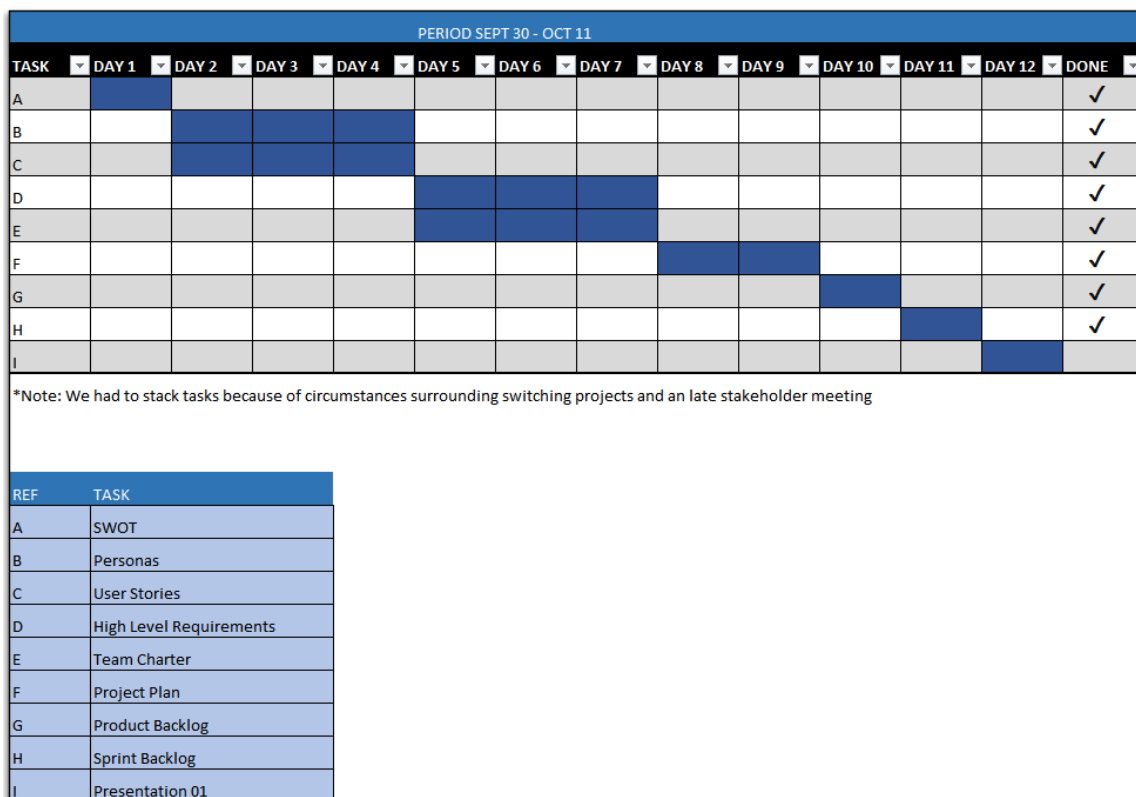 PERIOD SEPT 30 - OCT 11
TASK DAY 1 DAY 2 DAY 3 DAY 4 DAY 5 DAY 6 DAY 7 DAY 8 DAY 9 DAY 10 DAY 11 DAY 12 DONE
A ✓
B ✓
C ✓
D ✓
E ✓
F ✓
G ✓
H ✓
I
*Note: We had to stack tasks because of circumstances surrounding switching projects and an late stakeholder meeting
REF TASK
A SWOT
B Personas
C User Stories
D High Level Requirements
E Team Charter
F Project Plan
G Product Backlog
H Sprint Backlog
I Presentation 01